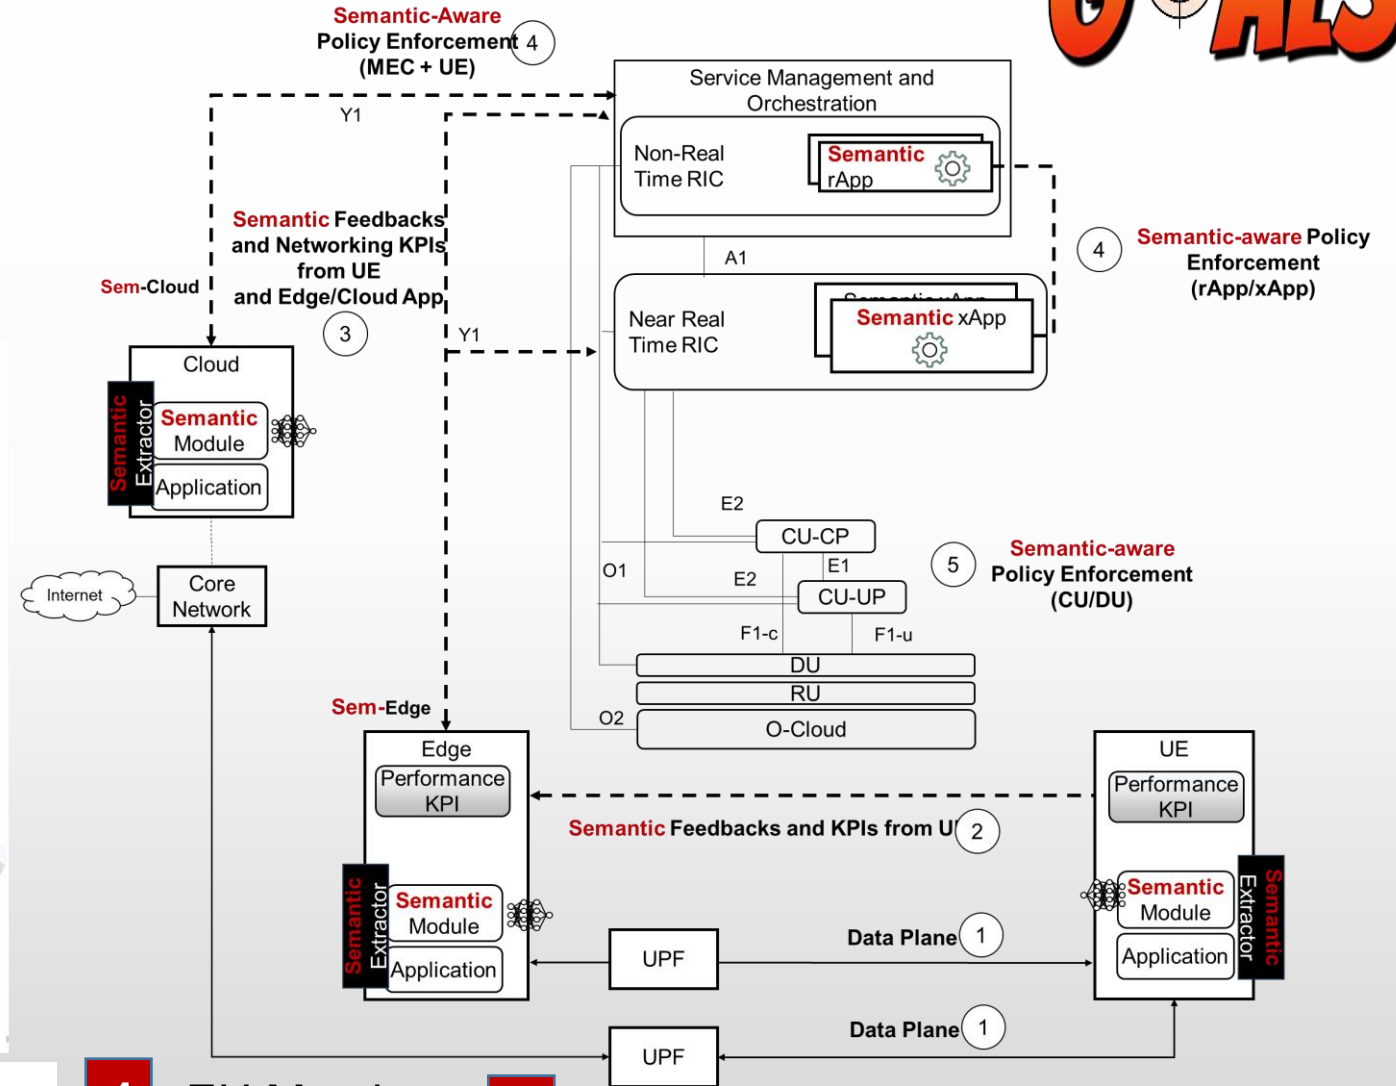 GOALS
Semantic-Aware
Policy Enforcement 4
(MEC + UE)
Y1
Service Management and
Orchestration
Non-Real
Time RIC
Semantic
rApp
Semantic Feedbacks
and Networking KPIs
from UE
and Edge/Cloud App
3
4
Semantic-aware Policy
Enforcement
(rApp/xApp)
A1
Sem-Cloud
Y1
Near Real
Time RIC
Semantic xApp
Semantic xApp
Cloud
Semantic
Extractor
Semantic
Module
Application
E2
CU-CP
O1
E2
E1
CU-UP
5
Semantic-aware
Policy Enforcement
(CU/DU)
Internet
Core
Network
F1-c
F1-u
DU
RU
O2
O-Cloud
Sem-Edge
Edge
Performance
KPI
UE
Performance
KPI
Semantic Feedbacks and KPIs from U
2
Semantic
Extractor
Semantic
Module
Application
Semantic
Module
Application
Semantic
Extractor
UPF
Data Plane 1
UPF
Data Plane 1